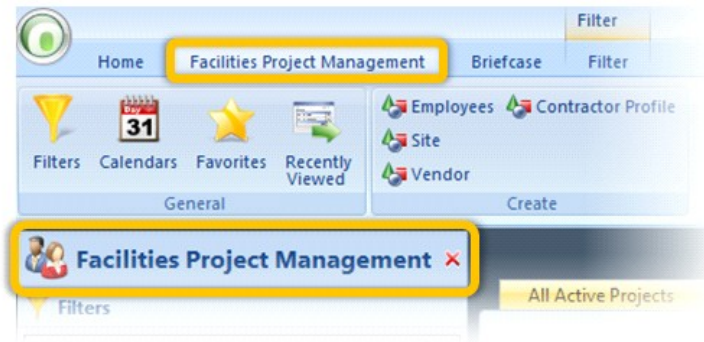 Filter
Home Facilities Project Management Briefcase Filter
Day
31
Employees Contractor Profile
Site
Vendor
Filters Calendars Favorites Recently Viewed
General Create
Facilities Project Management
Filters
All Active Projects